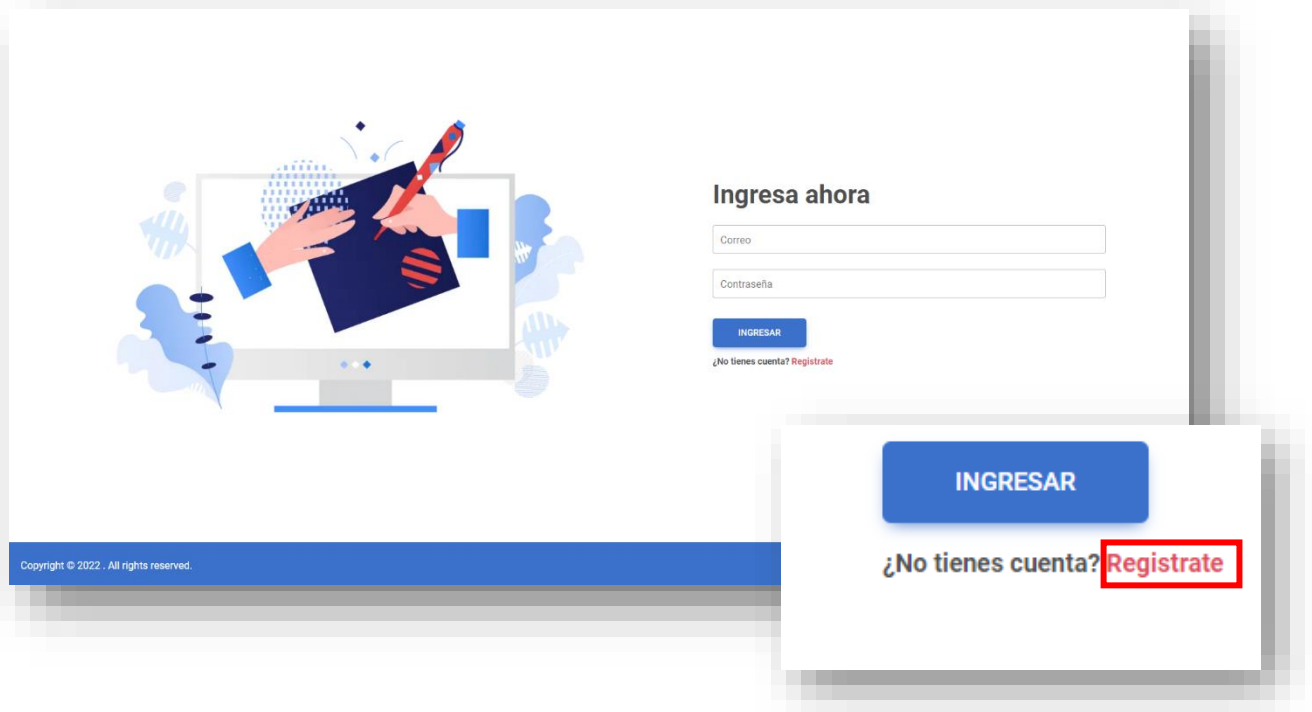 Ingresa ahora
Correo
Contraseña
INGRESAR
¿No tienes cuenta? Registrate
Copyright © 2022 . All rights reserved.
INGRESAR
¿No tienes cuenta? Registrate